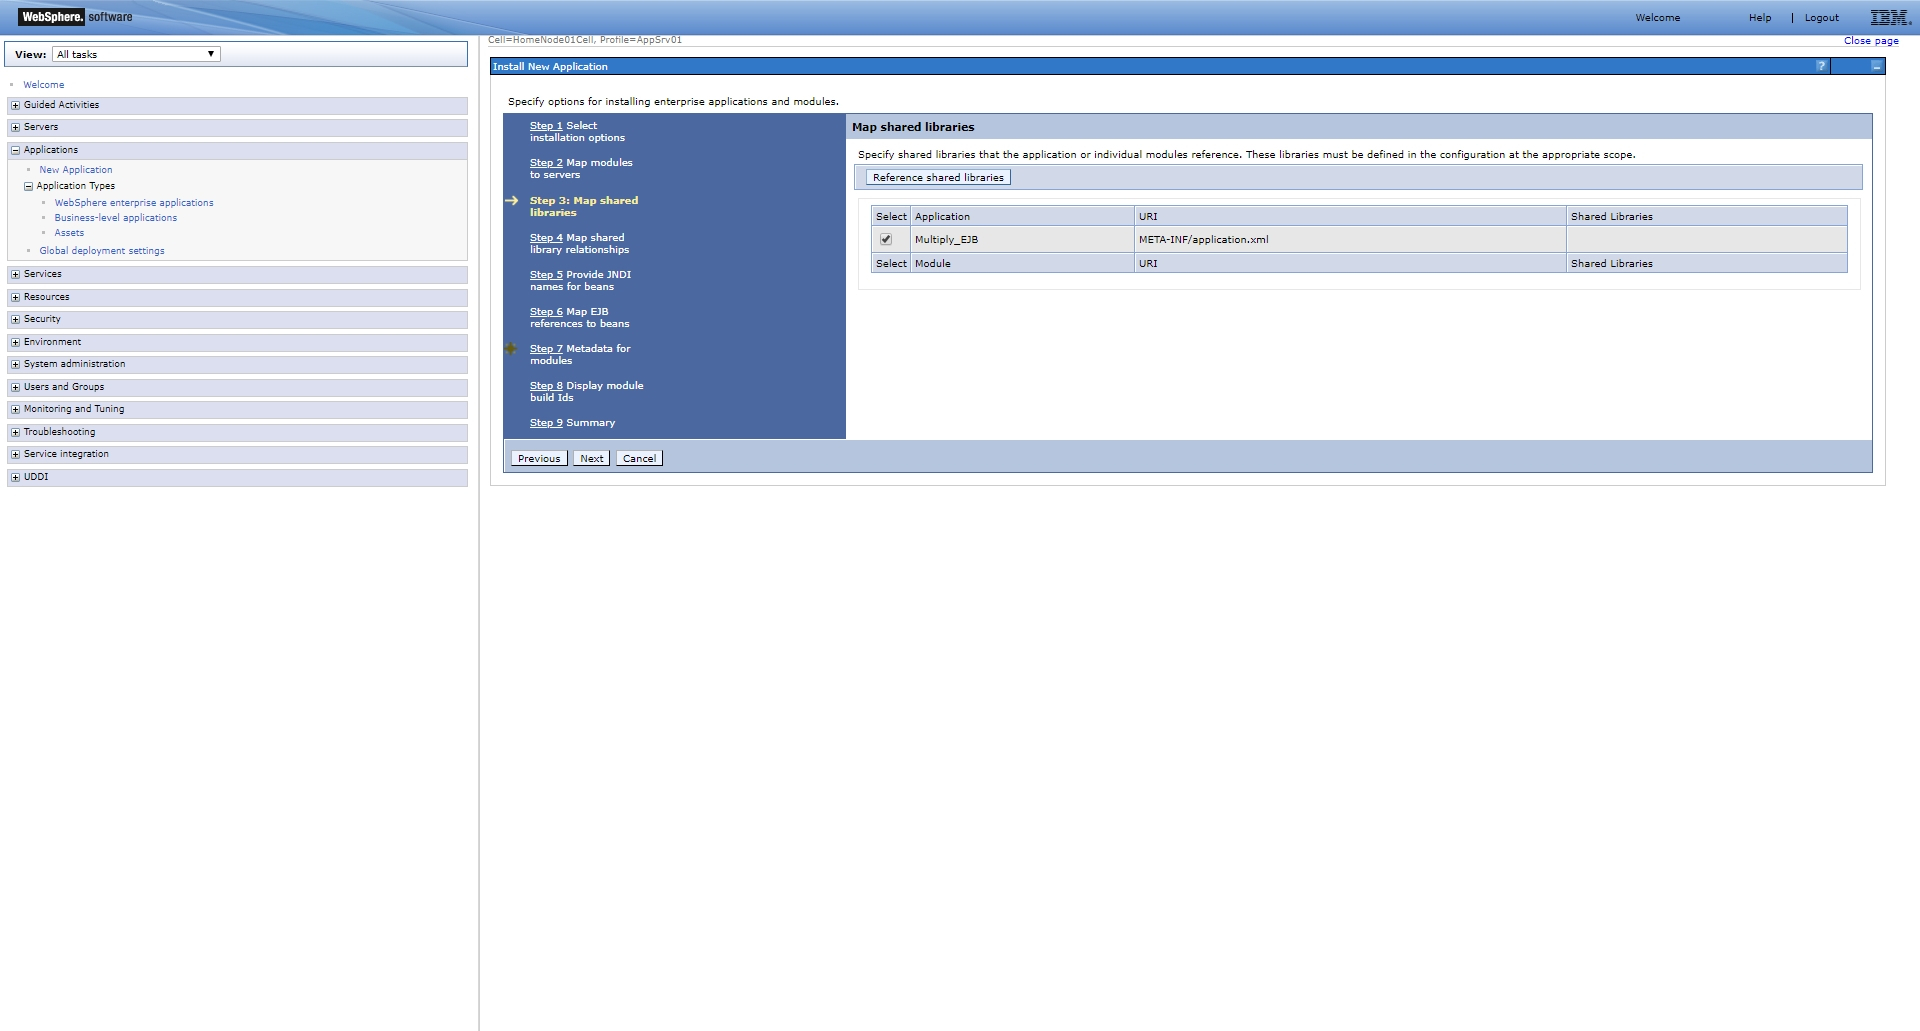 WebSphere. software
Welcome Help | Logout IBM.
View: All tasks
Welcome
Guided Activities
Servers
Applications
New Application
Application Types
WebSphere enterprise applications
Business-level applications
Assets
Global deployment settings
Services
Resources
Security
Environment
System administration
Users and Groups
Monitoring and Tuning
Troubleshooting
Service integration
UDDI
Cell=HomeNode01Cell, Profile=AppSrv01
Close page
Install New Application ?
Specify options for installing enterprise applications and modules.
Step 1 Select
installation options
Step 2 Map modules
to servers
Step 3: Map shared
libraries
Step 4 Map shared
library relationships
Step 5 Provide JNDI
names for beans
Step 6 Map EJB
references to beans
Step 7 Metadata for
modules
Step 8 Display module
build Ids
Step 9 Summary
Map shared libraries
Specify shared libraries that the application or individual modules reference. These libraries must be defined in the configuration at the appropriate scope.
Reference shared libraries
Select Application URI Shared Libraries
Multiply_EJB META-INF/application.xml
Select Module URI Shared Libraries
Previous Next Cancel